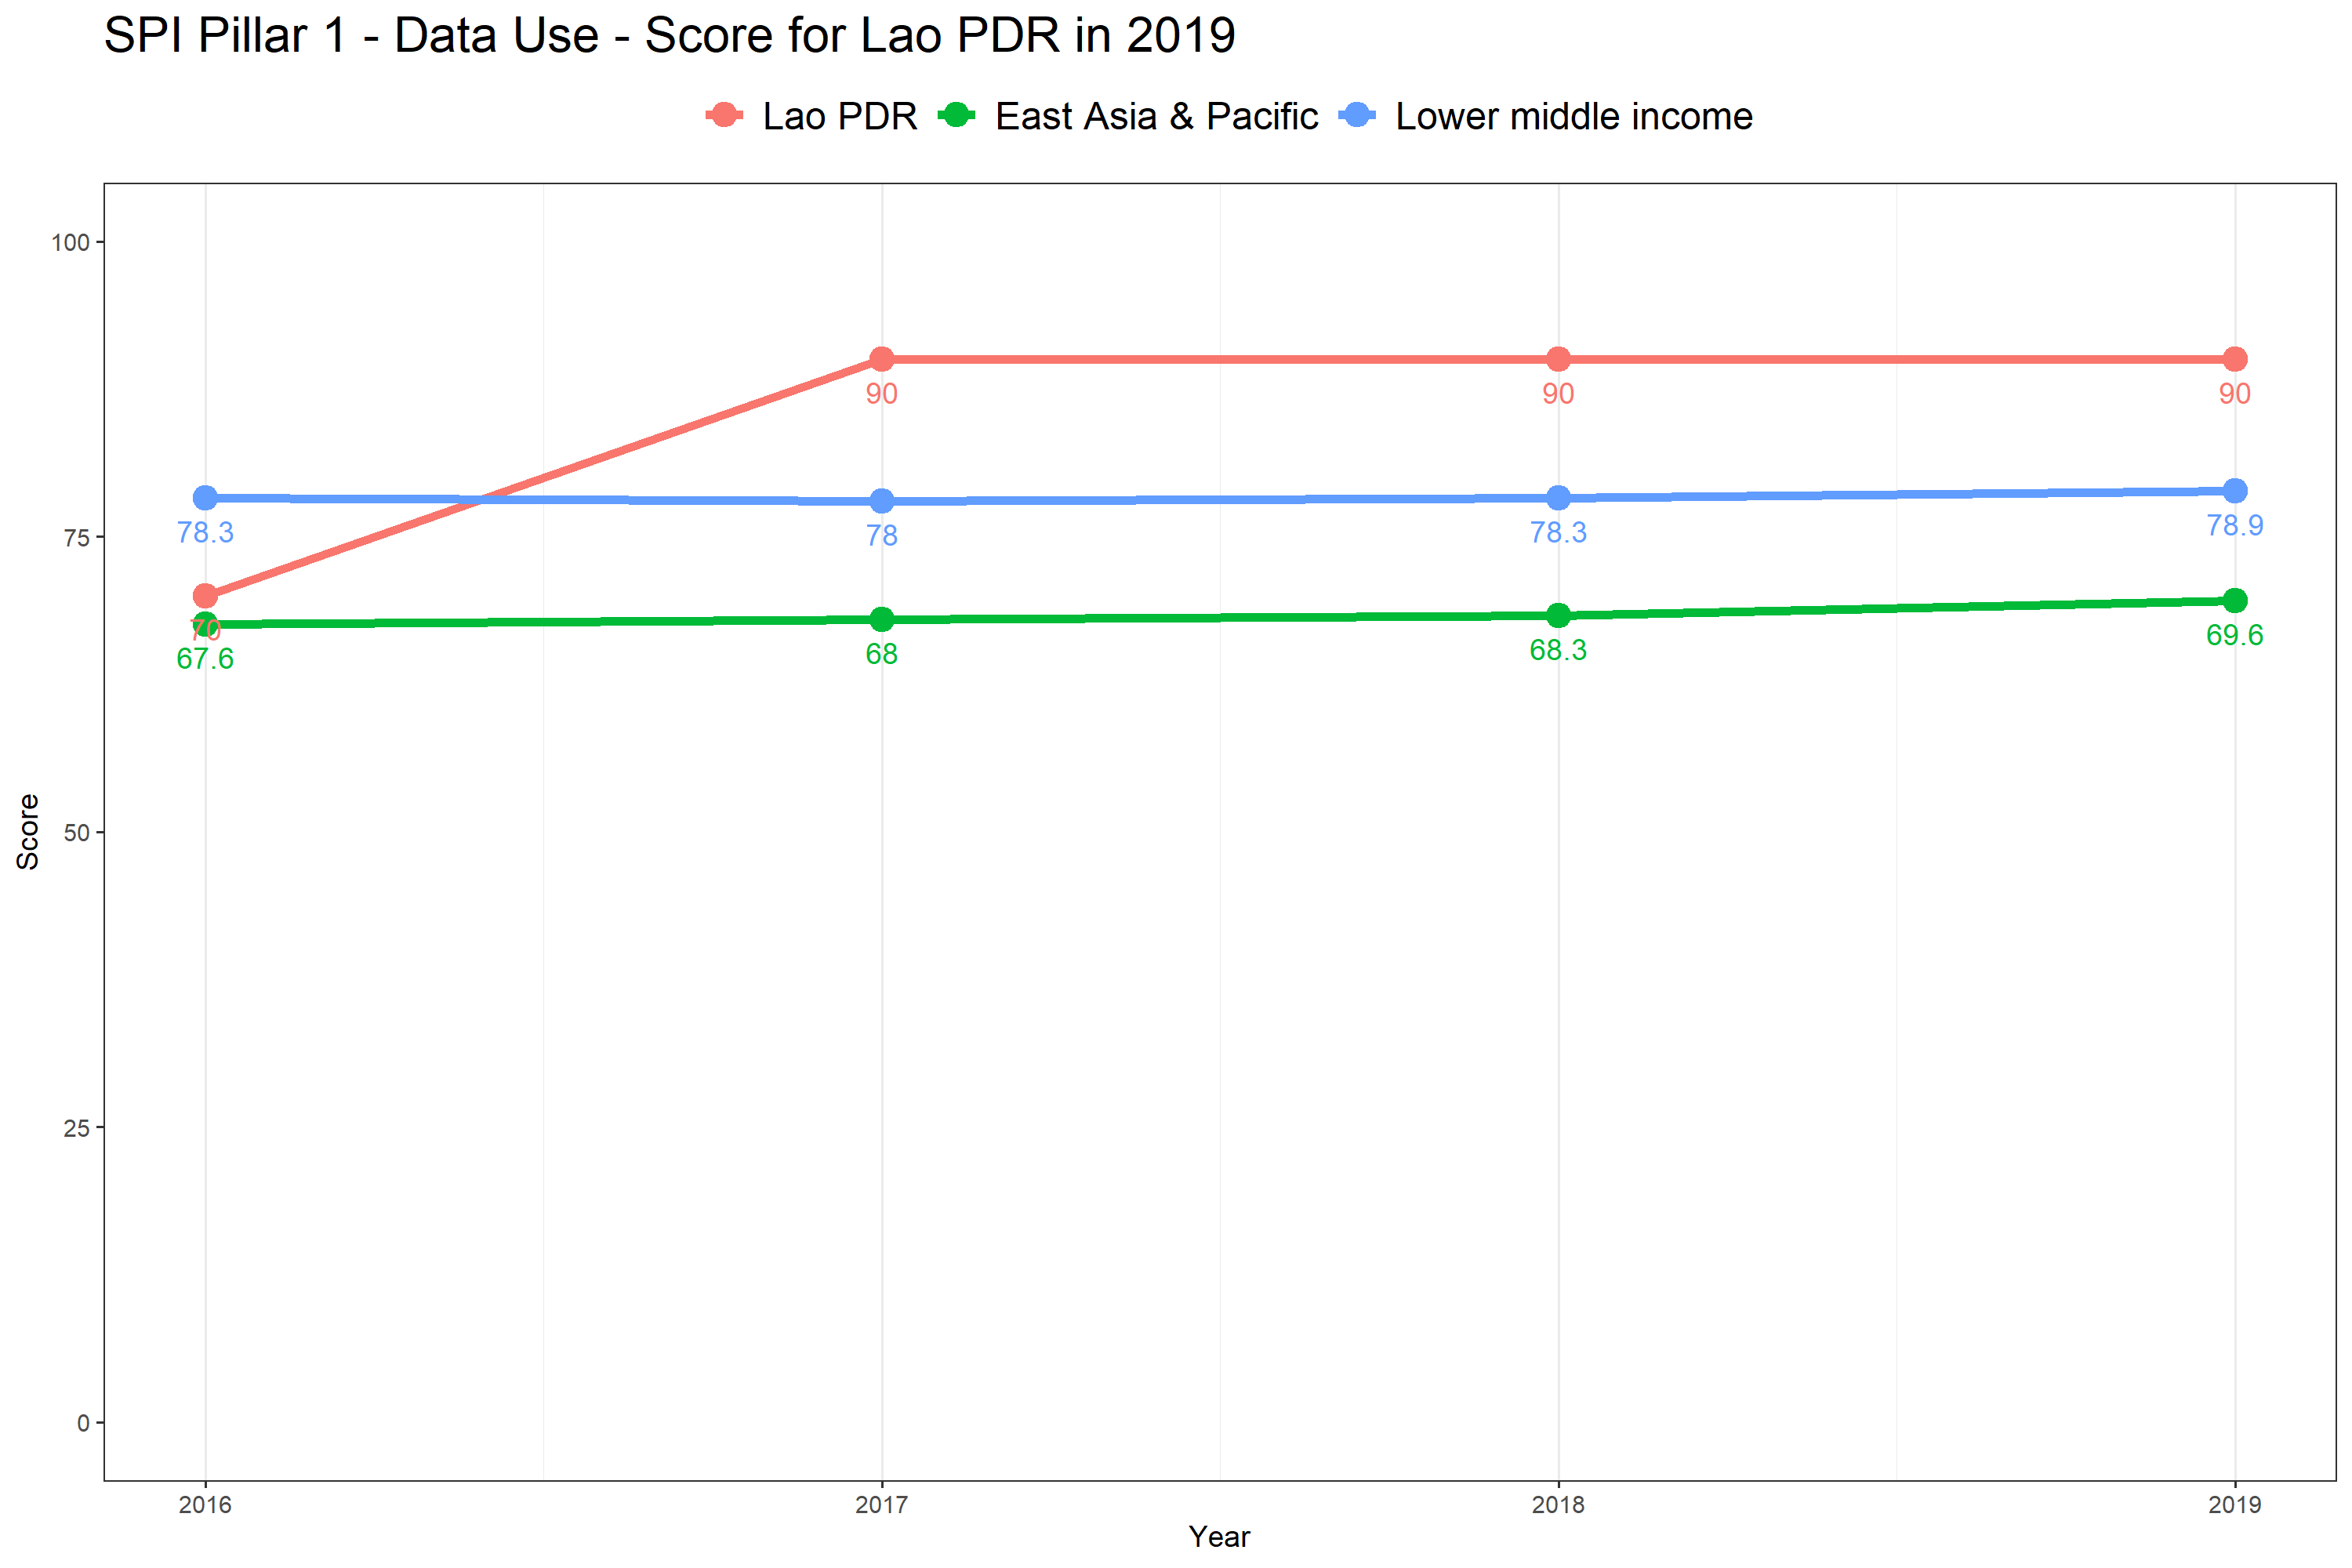 SPI Pillar 1 - Data Use - Score for Lao PDR in 2019
Lao PDR East Asia & Pacific Lower middle income
100
75
50
25
0
Score
90 90 90
78.3 78 78.3 78.9
70
67.6 68 68.3 69.6
2016 2017 2018 2019
Year